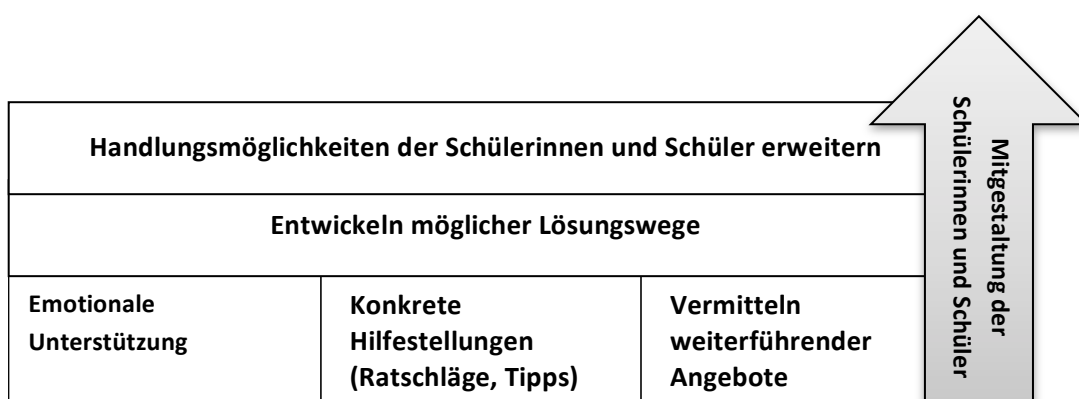 Handlungsmöglichkeiten der Schülerinnen und Schüler erweitern
Entwickeln möglicher Lösungswege
Emotionale
Unterstützung
Konkrete
Hilfestellungen
(Ratschläge, Tipps)
Vermitteln
weiterführender
Angebote
Mitgestaltung der
Schülerinnen und Schüler